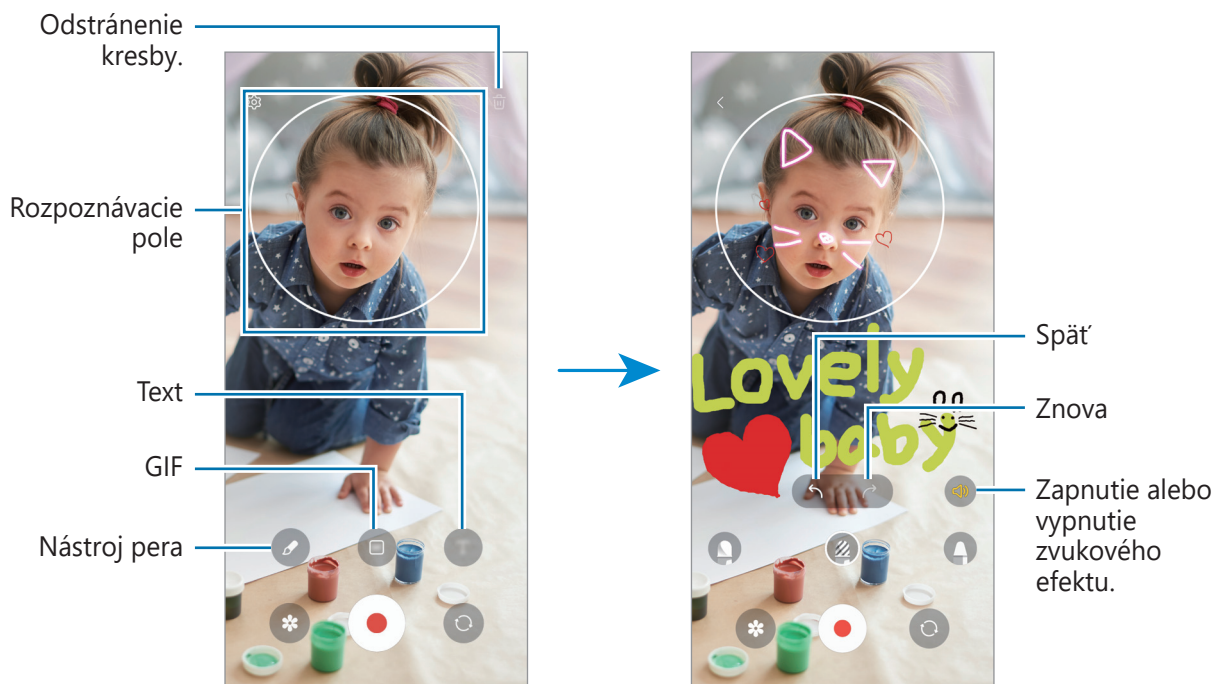 Odstránenie
kresby.
Rozpoznávacie
pole
Text
GIF
Nástroj pera
T
Lovely
baby
Späť
Znova
Zapnutie alebo
vypnutie
zvukového
efektu.